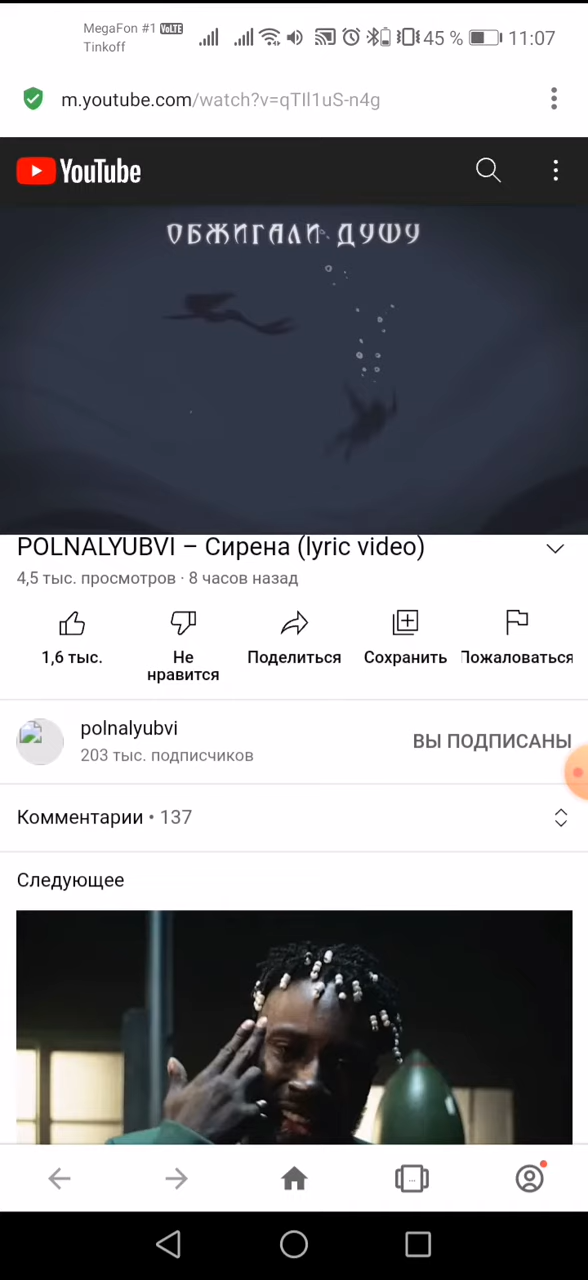 MegaFon #1 VoLTE
Tinkoff
45 % 11:07
m.youtube.com/watch?v=qTIl1uS-n4g
YouTube
ОБЖИГАЛИ ДУШУ
POLNALYUBVI – Сирена (lyric video)
4,5 тыс. просмотров · 8 часов назад
1,6 тыс.
Не нравится
Поделиться
Сохранить
Пожаловаться
polnalyubvi
203 тыс. подписчиков
ВЫ ПОДПИСАНЫ
Комментарии • 137
Следующее